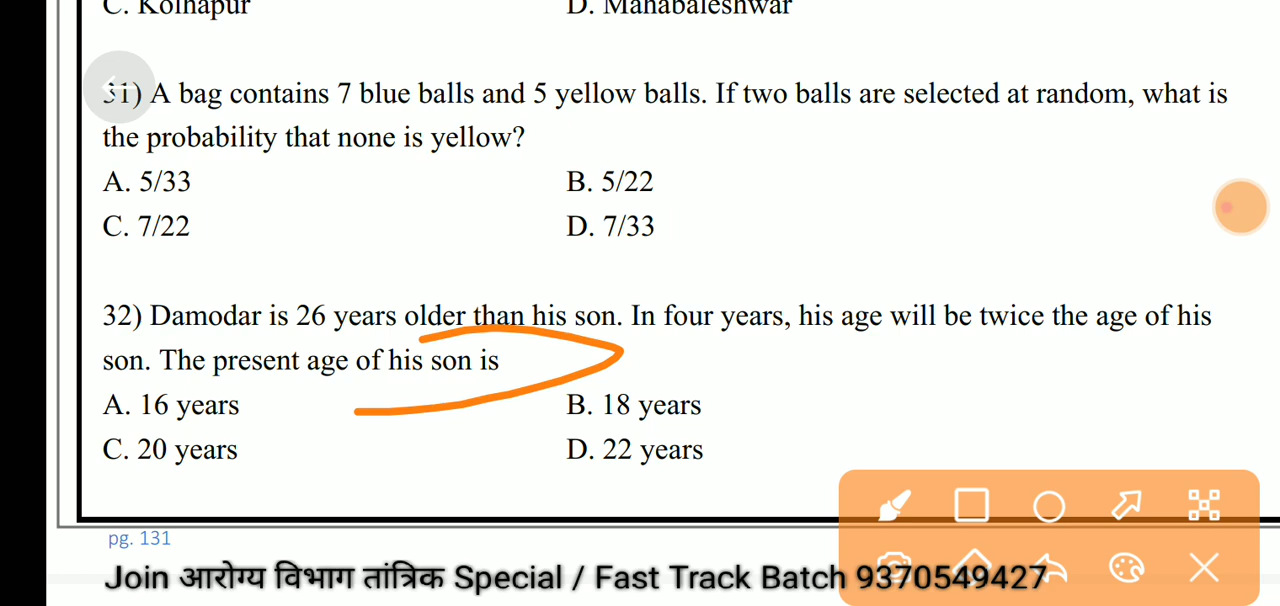 C. Kolhapur D. Mahabaleshwar
31) A bag contains 7 blue balls and 5 yellow balls. If two balls are selected at random, what is
the probability that none is yellow?
A. 5/33 B. 5/22
C. 7/22 D. 7/33
32) Damodar is 26 years older than his son. In four years, his age will be twice the age of his
son. The present age of his son is
A. 16 years B. 18 years
C. 20 years D. 22 years
pg. 131
Join आरोग्य विभाग तांत्रिक Special / Fast Track Batch 9370549427